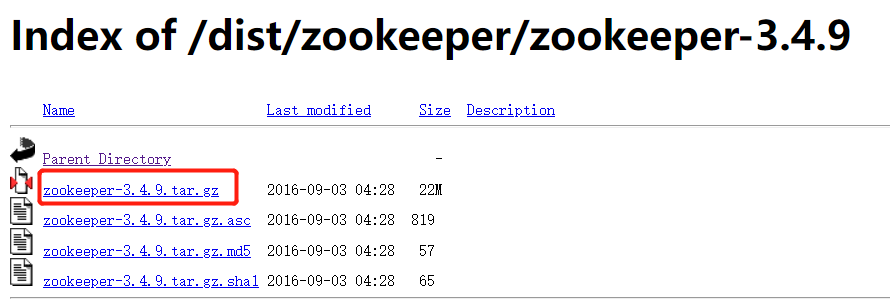 Index of /dist/zookeeper/zookeeper-3.4.9
Name Last modified Size Description
Parent Directory -
zookeeper-3.4.9.tar.gz 2016-09-03 04:28 22M
zookeeper-3.4.9.tar.gz.asc 2016-09-03 04:28 819
zookeeper-3.4.9.tar.gz.md5 2016-09-03 04:28 57
zookeeper-3.4.9.tar.gz.sha1 2016-09-03 04:28 65